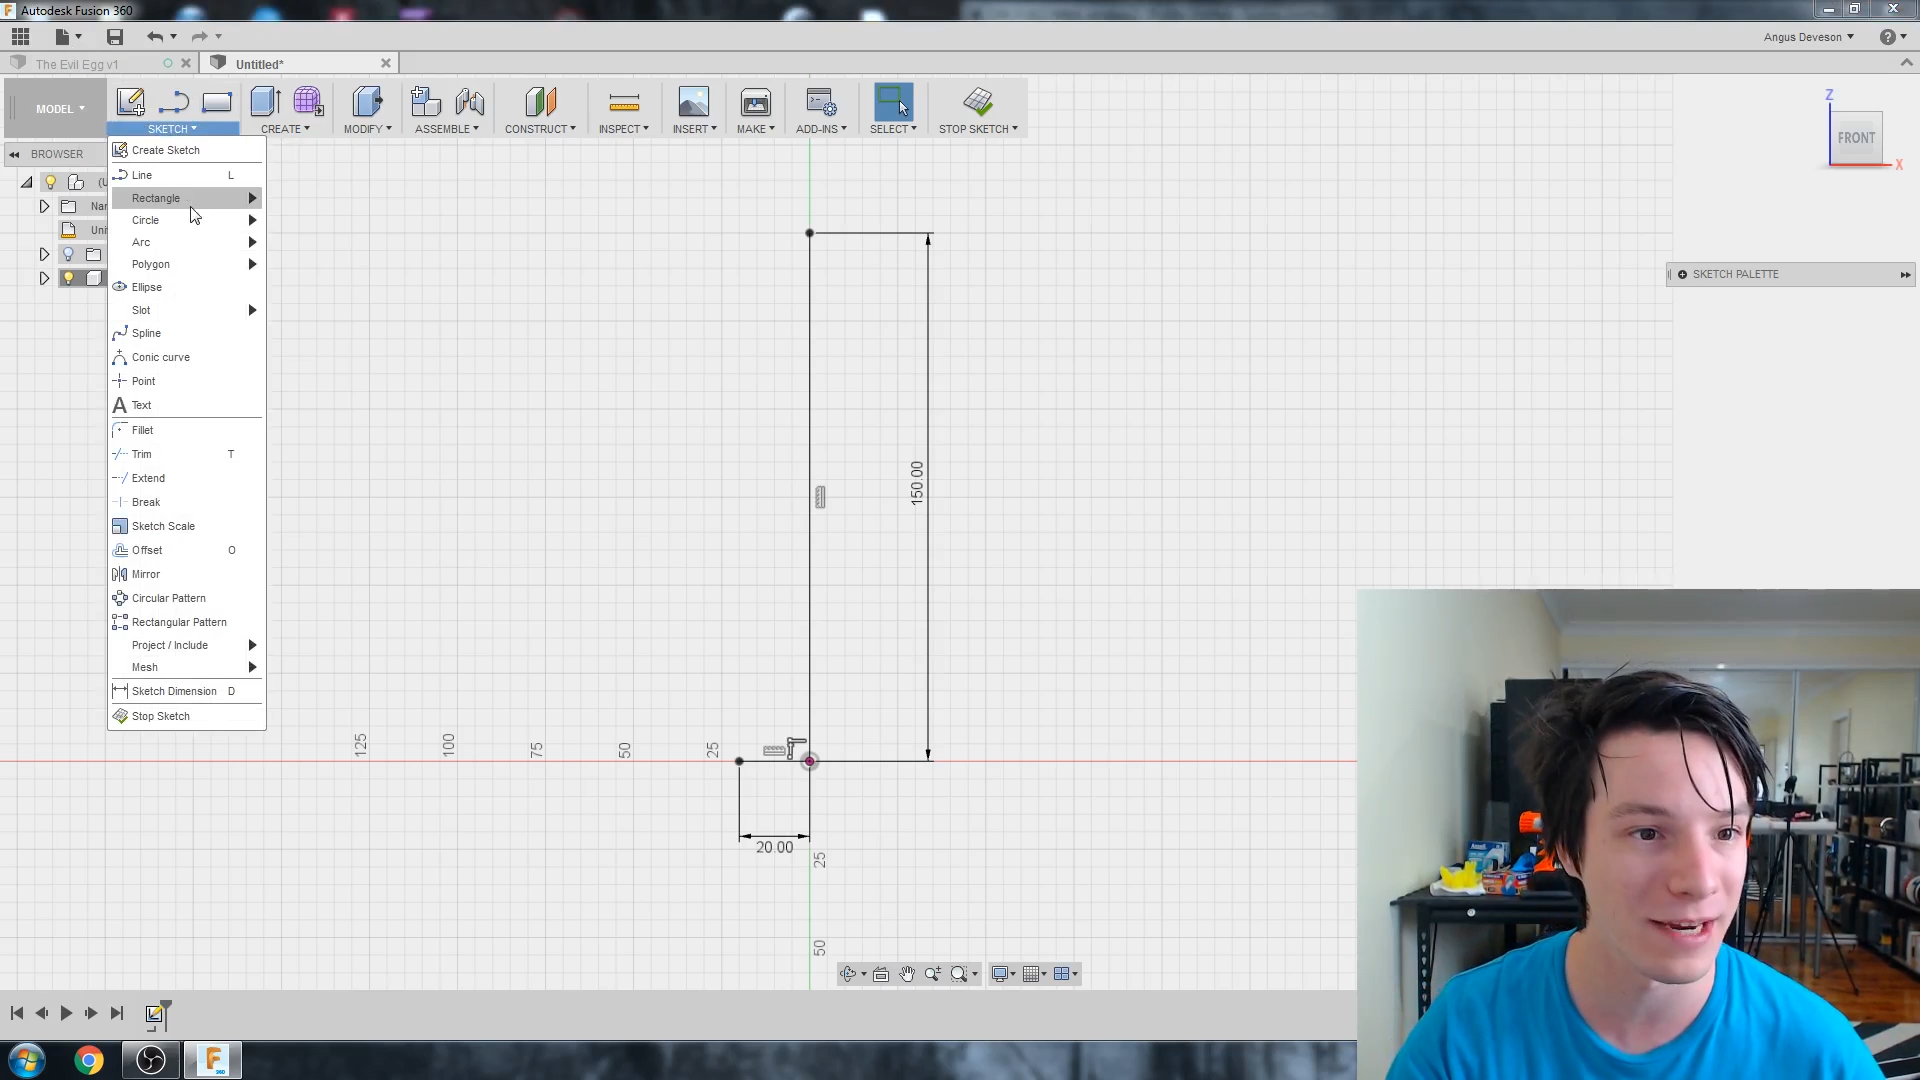 Autodesk Fusion 360
Angus Deveson
The Evil Egg v1
Untitled*
MODEL
SKETCH
CREATE
MODIFY
ASSEMBLE
CONSTRUCT
INSPECT
INSERT
MAKE
ADD-INS
SELECT
STOP SKETCH
BROWSER
(U
Nam
Unit
Create Sketch
Line L
Rectangle
Circle
Arc
Polygon
Ellipse
Slot
Spline
Conic curve
Point
Text
Fillet
Trim T
Extend
Break
Sketch Scale
Offset O
Mirror
Circular Pattern
Rectangular Pattern
Project / Include
Mesh
Sketch Dimension D
Stop Sketch
Z
FRONT
X
SKETCH PALETTE
150.00
125
100
75
50
25
20.00
25
50
360